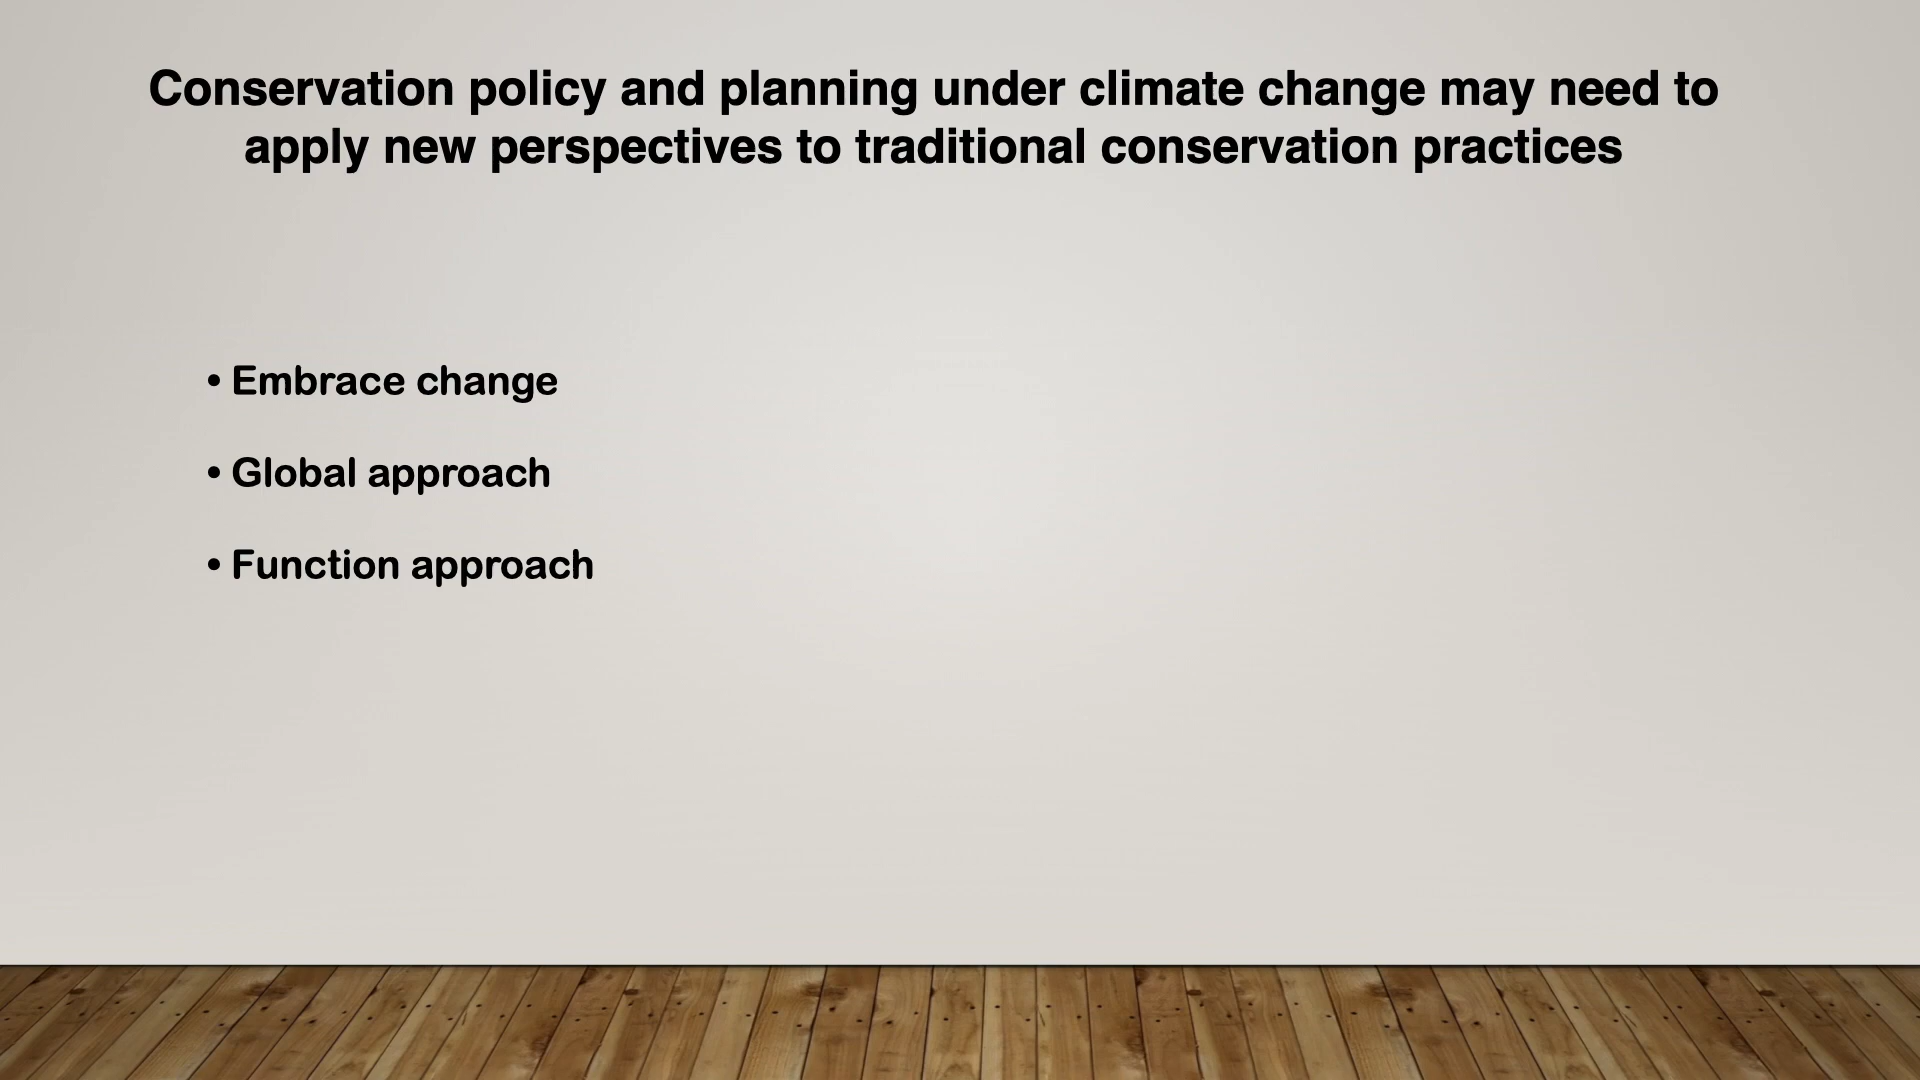 Conservation policy and planning under climate change may need to
apply new perspectives to traditional conservation practices
• Embrace change
• Global approach
• Function approach